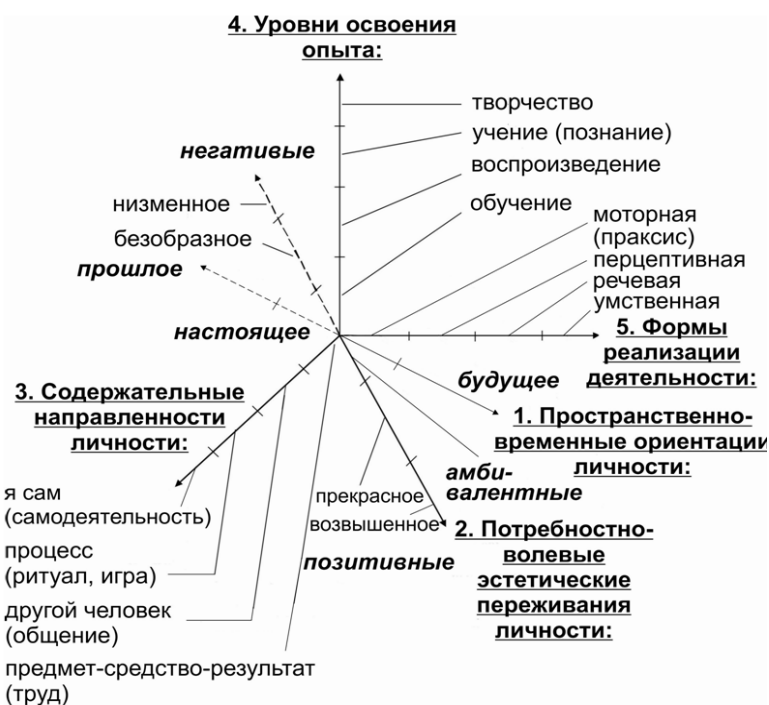 4. Уровни освоения
опыта:
творчество
учение (познание)
воспроизведение
обучение
негативые
низменное
безобразное
прошлое
настоящее
моторная
(праксис)
перцептивная
речевая
умственная
5. Формы
реализации
деятельности:
будущее
1. Пространственно-
временные ориентации
личности:
3. Содержательные
направленности
личности:
амби-
валентные
прекрасное
возвышенное
позитивные
2. Потребностно-
волевые
эстетические
переживания
личности:
я сам
(самодеятельность)
процесс
(ритуал, игра)
другой человек
(общение)
предмет-средство-результат
(труд)